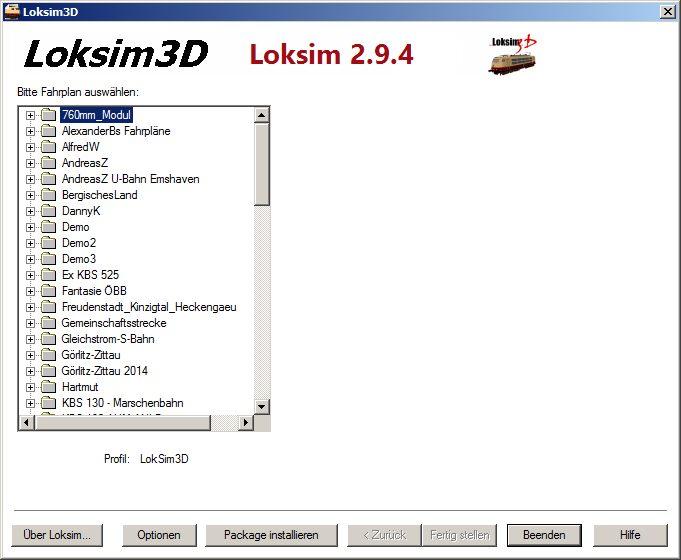 Loksim3D
Loksim3D
Loksim 2.9.4
Loksim3D
Bitte Fahrplan auswählen:
760mm_Modul
AlexanderBs Fahrpläne
AlfredW
AndreasZ
AndreasZ U-Bahn Emshaven
BergischesLand
DannyK
Demo
Demo2
Demo3
Ex KBS 525
Fantasie ÖBB
Freudenstadt_Kinzigtal_Heckengaeu
Gemeinschaftsstrecke
Gleichstrom-S-Bahn
Görlitz-Zittau
Görlitz-Zittau 2014
Hartmut
KBS 130 - Marschenbahn
Profil: LokSim3D
Über Loksim... Optionen Package installieren < Zurück Fertig stellen Beenden Hilfe